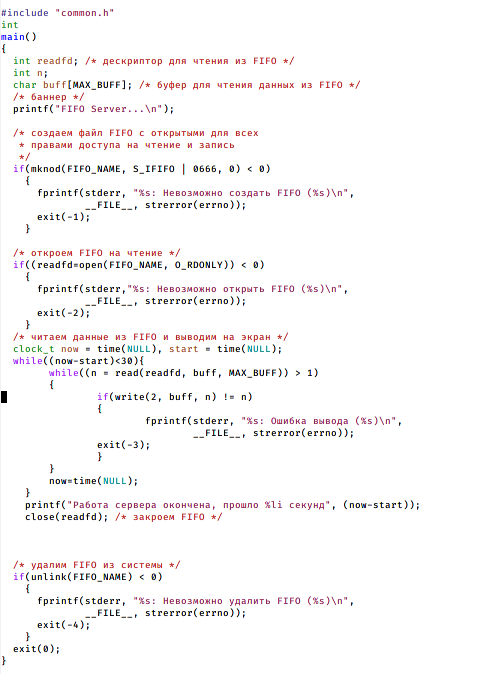 #include "common.h"
int
main()
{
  int readfd; /* дескриптор для чтения из FIFO */
  int n;
  char buff[MAX_BUFF]; /* буфер для чтения данных из FIFO */
  /* баннер */
  printf("FIFO Server...\n");

  /* создаем файл FIFO с открытыми для всех
   * правами доступа на чтение и запись
   */
  if(mknod(FIFO_NAME, S_IFIFO | 0666, 0) < 0)
    {
      fprintf(stderr, "%s: Невозможно создать FIFO (%s)\n",
              __FILE__, strerror(errno));
      exit(-1);
    }

  /* откроем FIFO на чтение */
  if((readfd=open(FIFO_NAME, O_RDONLY)) < 0)
    {
      fprintf(stderr,"%s: Невозможно открыть FIFO (%s)\n",
              __FILE__, strerror(errno));
      exit(-2);
    }
  /* читаем данные из FIFO и выводим на экран */
  clock_t now = time(NULL), start = time(NULL);
  while((now-start)<30){
        while((n = read(readfd, buff, MAX_BUFF)) > 1)
        {
                if(write(2, buff, n) != n)
                {
                        fprintf(stderr, "%s: Ошибка вывода (%s)\n",
                                __FILE__, strerror(errno));
                exit(-3);
                }
        }
        now=time(NULL);
    }
    printf("Работа сервера окончена, прошло %li секунд", (now-start));
    close(readfd); /* закроем FIFO */

  /* удалим FIFO из системы */
  if(unlink(FIFO_NAME) < 0)
    {
      fprintf(stderr, "%s: Невозможно удалить FIFO (%s)\n",
              __FILE__, strerror(errno));
      exit(-4);
    }
  exit(0);
}